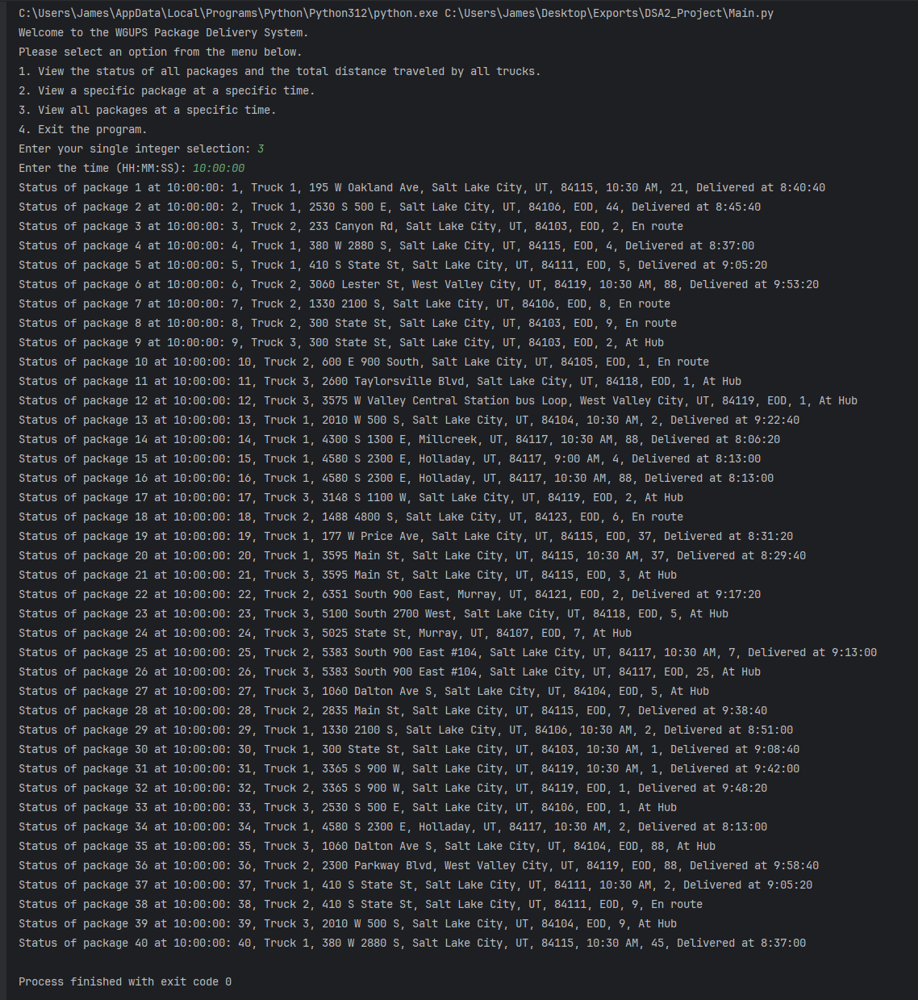 C:\Users\James\AppData\Local\Programs\Python\Python312\python.exe C:\Users\James\Desktop\Exports\DSA2_Project\Main.py
Welcome to the WGUPS Package Delivery System.
Please select an option from the menu below.
1. View the status of all packages and the total distance traveled by all trucks.
2. View a specific package at a specific time.
3. View all packages at a specific time.
4. Exit the program.
Enter your single integer selection: 3
Enter the time (HH:MM:SS): 10:00:00
Status of package 1 at 10:00:00: 1, Truck 1, 195 W Oakland Ave, Salt Lake City, UT, 84115, 10:30 AM, 21, Delivered at 8:40:40
Status of package 2 at 10:00:00: 2, Truck 1, 2530 S 500 E, Salt Lake City, UT, 84106, EOD, 44, Delivered at 8:45:40
Status of package 3 at 10:00:00: 3, Truck 2, 233 Canyon Rd, Salt Lake City, UT, 84103, EOD, 2, En route
Status of package 4 at 10:00:00: 4, Truck 1, 380 W 2880 S, Salt Lake City, UT, 84115, EOD, 4, Delivered at 8:37:00
Status of package 5 at 10:00:00: 5, Truck 1, 410 S State St, Salt Lake City, UT, 84111, EOD, 5, Delivered at 9:05:20
Status of package 6 at 10:00:00: 6, Truck 2, 3060 Lester St, West Valley City, UT, 84119, 10:30 AM, 88, Delivered at 9:53:20
Status of package 7 at 10:00:00: 7, Truck 2, 1330 2100 S, Salt Lake City, UT, 84106, EOD, 8, En route
Status of package 8 at 10:00:00: 8, Truck 2, 300 State St, Salt Lake City, UT, 84103, EOD, 9, En route
Status of package 9 at 10:00:00: 9, Truck 3, 300 State St, Salt Lake City, UT, 84103, EOD, 2, At Hub
Status of package 10 at 10:00:00: 10, Truck 2, 600 E 900 South, Salt Lake City, UT, 84105, EOD, 1, En route
Status of package 11 at 10:00:00: 11, Truck 3, 2600 Taylorsville Blvd, Salt Lake City, UT, 84118, EOD, 1, At Hub
Status of package 12 at 10:00:00: 12, Truck 3, 3575 W Valley Central Station bus Loop, West Valley City, UT, 84119, EOD, 1, At Hub
Status of package 13 at 10:00:00: 13, Truck 1, 2010 W 500 S, Salt Lake City, UT, 84104, 10:30 AM, 2, Delivered at 9:22:40
Status of package 14 at 10:00:00: 14, Truck 1, 4300 S 1300 E, Millcreek, UT, 84117, 10:30 AM, 88, Delivered at 8:06:20
Status of package 15 at 10:00:00: 15, Truck 1, 4580 S 2300 E, Holladay, UT, 84117, 9:00 AM, 4, Delivered at 8:13:00
Status of package 16 at 10:00:00: 16, Truck 1, 4580 S 2300 E, Holladay, UT, 84117, 10:30 AM, 88, Delivered at 8:13:00
Status of package 17 at 10:00:00: 17, Truck 3, 3148 S 1100 W, Salt Lake City, UT, 84119, EOD, 2, At Hub
Status of package 18 at 10:00:00: 18, Truck 2, 1488 4800 S, Salt Lake City, UT, 84123, EOD, 6, En route
Status of package 19 at 10:00:00: 19, Truck 1, 177 W Price Ave, Salt Lake City, UT, 84115, EOD, 37, Delivered at 8:31:20
Status of package 20 at 10:00:00: 20, Truck 1, 3595 Main St, Salt Lake City, UT, 84115, 10:30 AM, 37, Delivered at 8:29:40
Status of package 21 at 10:00:00: 21, Truck 3, 3595 Main St, Salt Lake City, UT, 84115, EOD, 3, At Hub
Status of package 22 at 10:00:00: 22, Truck 2, 6351 South 900 East, Murray, UT, 84121, EOD, 2, Delivered at 9:17:20
Status of package 23 at 10:00:00: 23, Truck 3, 5100 South 2700 West, Salt Lake City, UT, 84118, EOD, 5, At Hub
Status of package 24 at 10:00:00: 24, Truck 3, 5025 State St, Murray, UT, 84107, EOD, 7, At Hub
Status of package 25 at 10:00:00: 25, Truck 2, 5383 South 900 East #104, Salt Lake City, UT, 84117, 10:30 AM, 7, Delivered at 9:13:00
Status of package 26 at 10:00:00: 26, Truck 3, 5383 South 900 East #104, Salt Lake City, UT, 84117, EOD, 25, At Hub
Status of package 27 at 10:00:00: 27, Truck 3, 1060 Dalton Ave S, Salt Lake City, UT, 84104, EOD, 5, At Hub
Status of package 28 at 10:00:00: 28, Truck 2, 2835 Main St, Salt Lake City, UT, 84115, EOD, 7, Delivered at 9:38:40
Status of package 29 at 10:00:00: 29, Truck 1, 1330 2100 S, Salt Lake City, UT, 84106, 10:30 AM, 2, Delivered at 8:51:00
Status of package 30 at 10:00:00: 30, Truck 1, 300 State St, Salt Lake City, UT, 84103, 10:30 AM, 1, Delivered at 9:08:40
Status of package 31 at 10:00:00: 31, Truck 1, 3365 S 900 W, Salt Lake City, UT, 84119, 10:30 AM, 1, Delivered at 9:42:00
Status of package 32 at 10:00:00: 32, Truck 2, 3365 S 900 W, Salt Lake City, UT, 84119, EOD, 1, Delivered at 9:48:20
Status of package 33 at 10:00:00: 33, Truck 3, 2530 S 500 E, Salt Lake City, UT, 84106, EOD, 1, At Hub
Status of package 34 at 10:00:00: 34, Truck 1, 4580 S 2300 E, Holladay, UT, 84117, 10:30 AM, 2, Delivered at 8:13:00
Status of package 35 at 10:00:00: 35, Truck 3, 1060 Dalton Ave S, Salt Lake City, UT, 84104, EOD, 88, At Hub
Status of package 36 at 10:00:00: 36, Truck 2, 2300 Parkway Blvd, West Valley City, UT, 84119, EOD, 88, Delivered at 9:58:40
Status of package 37 at 10:00:00: 37, Truck 1, 410 S State St, Salt Lake City, UT, 84111, 10:30 AM, 2, Delivered at 9:05:20
Status of package 38 at 10:00:00: 38, Truck 2, 410 S State St, Salt Lake City, UT, 84111, EOD, 9, En route
Status of package 39 at 10:00:00: 39, Truck 3, 2010 W 500 S, Salt Lake City, UT, 84104, EOD, 9, At Hub
Status of package 40 at 10:00:00: 40, Truck 1, 380 W 2880 S, Salt Lake City, UT, 84115, 10:30 AM, 45, Delivered at 8:37:00
Process finished with exit code 0